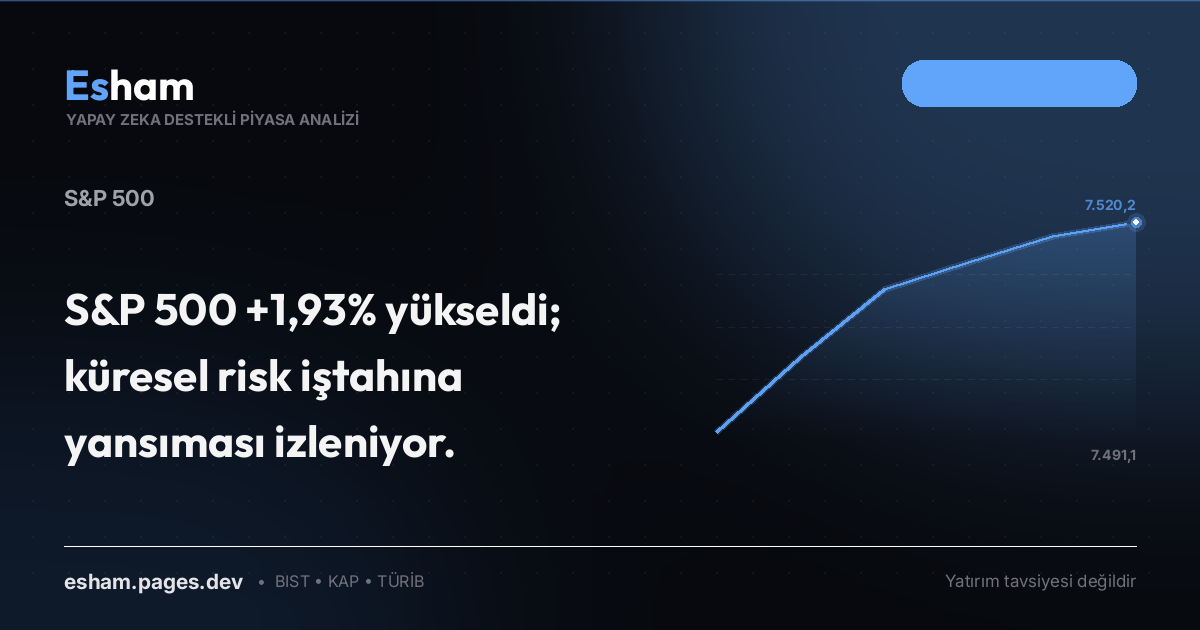 Esham
YAPAY ZEKA DESTEKLİ PİYASA ANALİZİ
S&P 500
7.520,2
S&P 500 +1,93% yükseldi;
küresel risk iştahına
yansıması izleniyor.
7.491,1
esham.pages.dev • BIST • KAP • TÜRİB
Yatırım tavsiyesi değildir